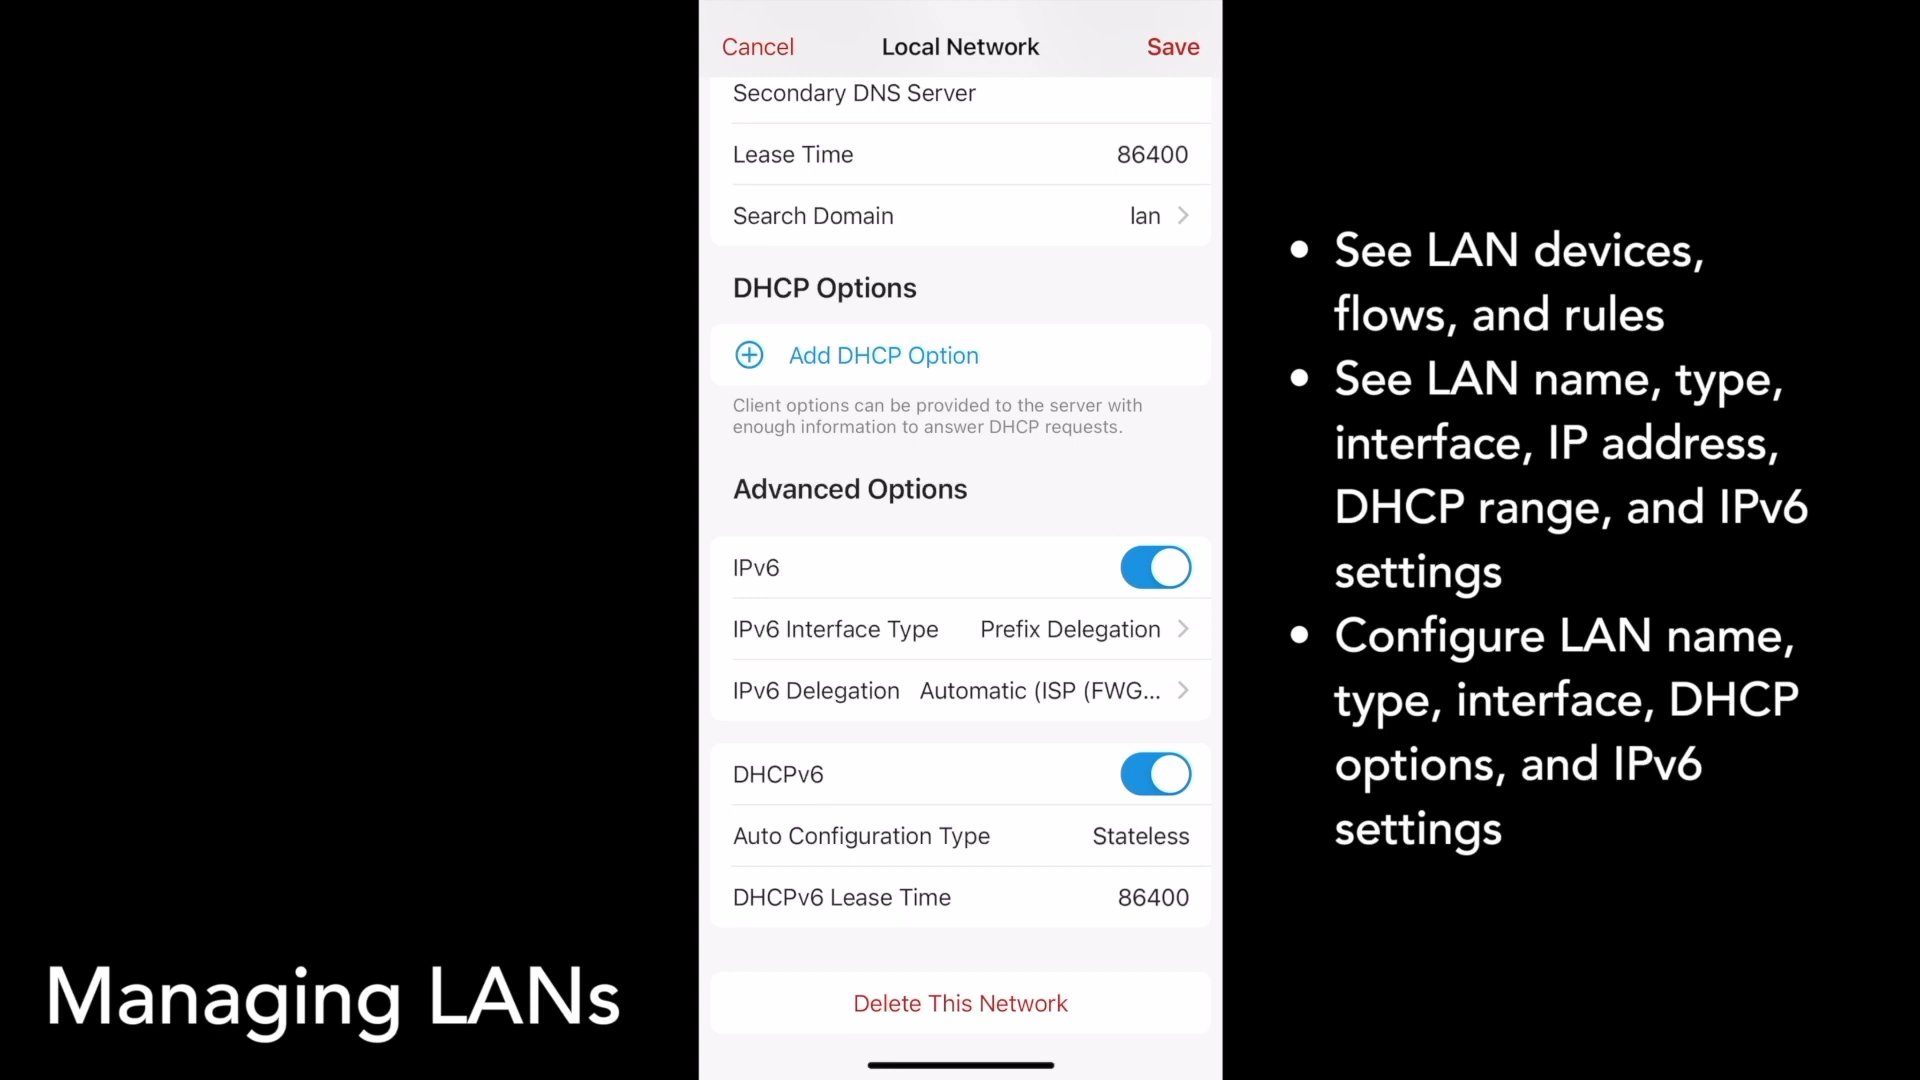 Cancel Local Network Save
Secondary DNS Server
Lease Time 86400
Search Domain lan
DHCP Options
Add DHCP Option
Client options can be provided to the server with
enough information to answer DHCP requests.
Advanced Options
IPv6
IPv6 Interface Type Prefix Delegation
IPv6 Delegation Automatic (ISP (FWG...
DHCPv6
Auto Configuration Type Stateless
DHCPv6 Lease Time 86400
Delete This Network
• See LAN devices,
flows, and rules
• See LAN name, type,
interface, IP address,
DHCP range, and IPv6
settings
• Configure LAN name,
type, interface, DHCP
options, and IPv6
settings
Managing LANs